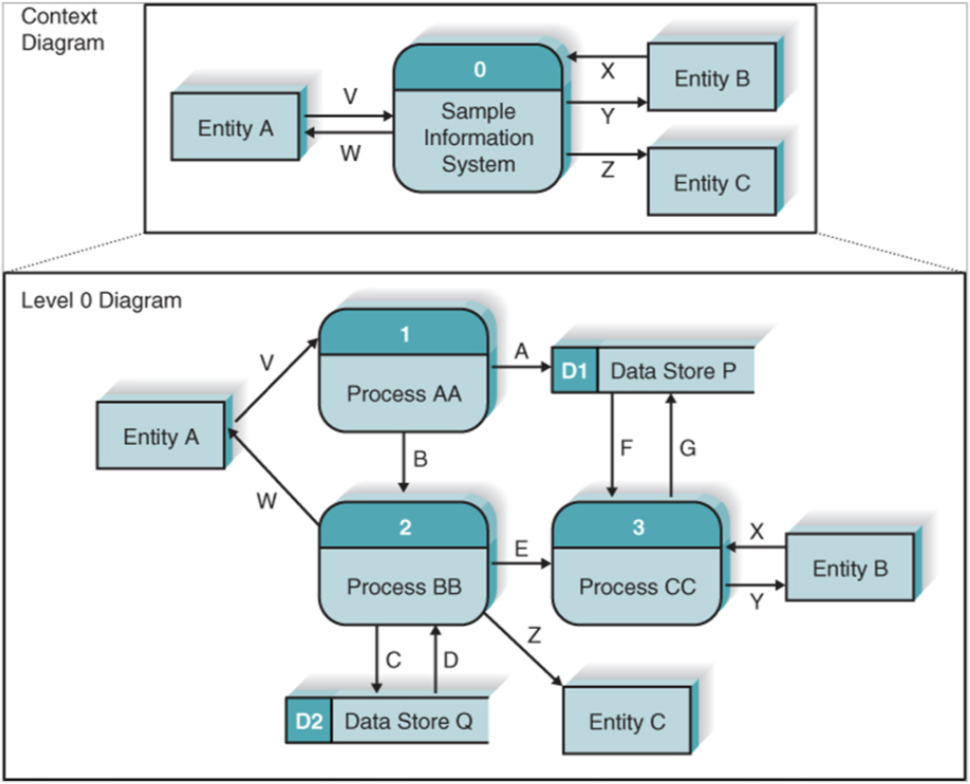 Context
Diagram
0
Sample
Information
System
Entity A
V
W
X
Y
Z
Entity B
Entity C
Level 0 Diagram
1
Process AA
V
A
D1 Data Store P
Entity A
B
F
G
W
2
Process BB
E
3
Process CC
X
Y
Entity B
C
D
Z
D2 Data Store Q
Entity C